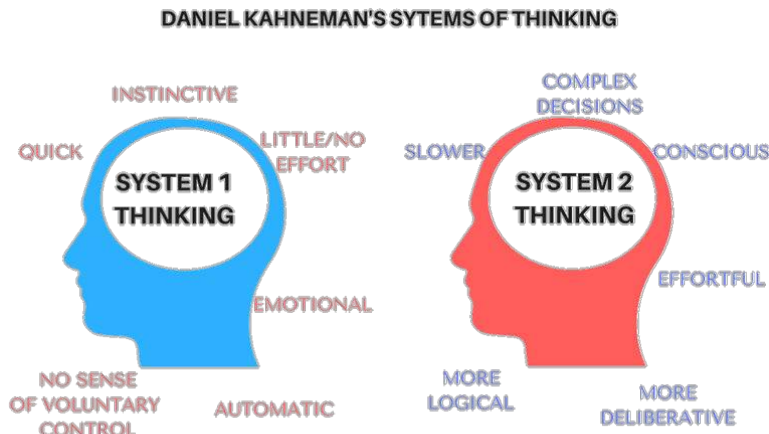 DANIEL KAHNEMAN'S SYTEMS OF THINKING
INSTINCTIVE
QUICK
LITTLE/NO
EFFORT
SYSTEM 1
THINKING
EMOTIONAL
NO SENSE
OF VOLUNTARY
CONTROL
AUTOMATIC
COMPLEX
DECISIONS
SLOWER
CONSCIOUS
SYSTEM 2
THINKING
EFFORTFUL
MORE
LOGICAL
MORE
DELIBERATIVE